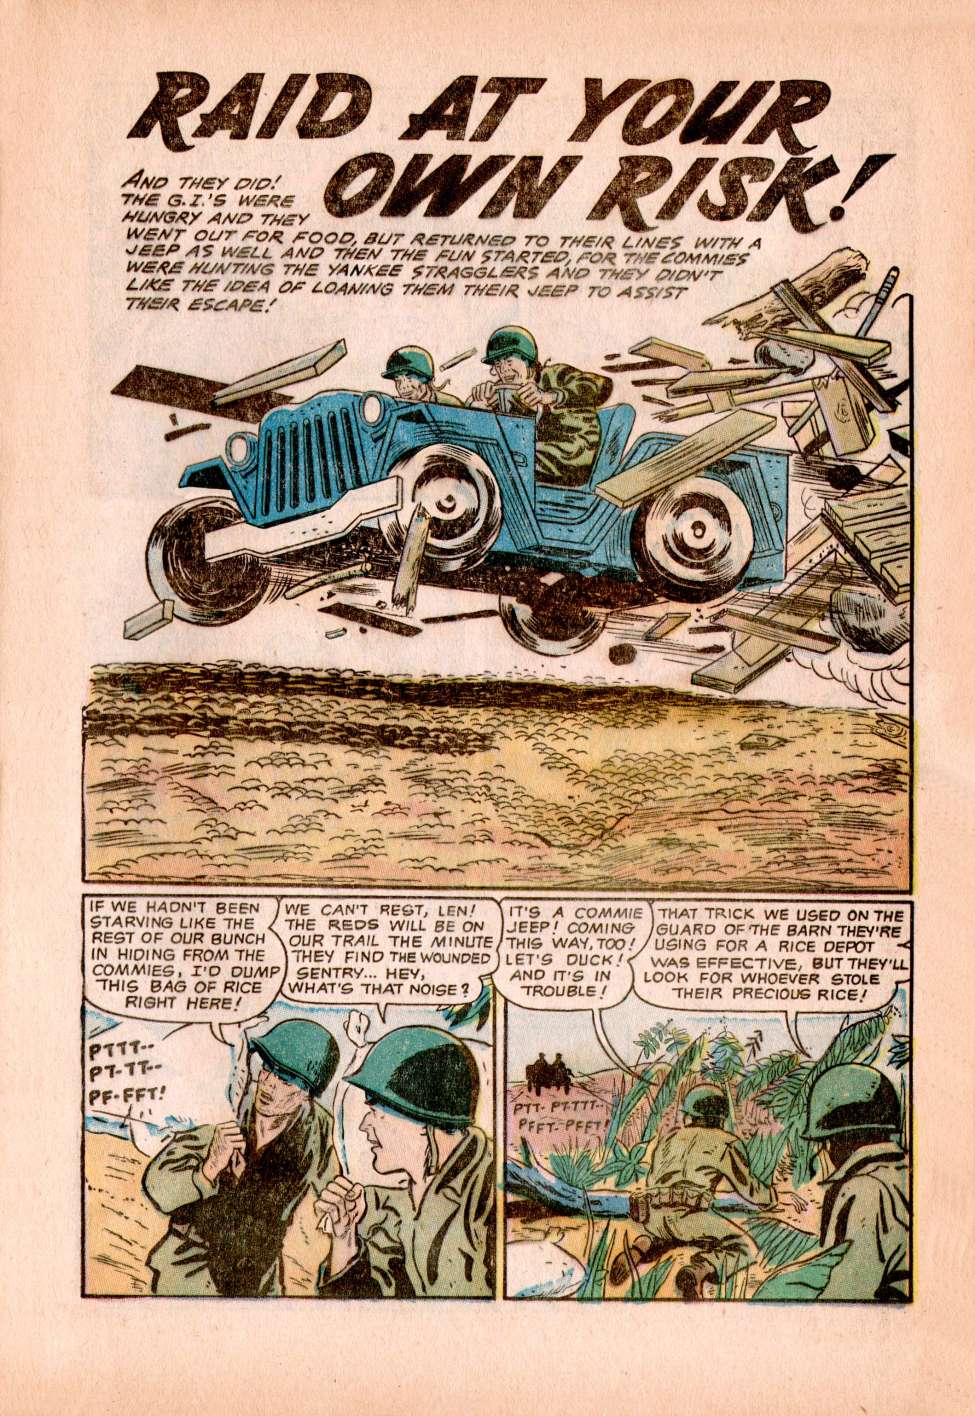 RAID AT YOUR
OWN RISK!
AND THEY DID!
THE G.I.'S WERE
HUNGRY AND THEY
WENT OUT FOR FOOD, BUT RETURNED TO THEIR LINES WITH A
JEEP AS WELL AND THEN THE FUN STARTED, FOR THE COMMIES
WERE HUNTING THE YANKEE STRAGGLERS AND THEY DIDN'T
LIKE THE IDEA OF LOANING THEM THEIR JEEP TO ASSIST
THEIR ESCAPE!
IF WE HADN'T BEEN
STARVING LIKE THE
REST OF OUR BUNCH
IN HIDING FROM THE
COMMIES, I'D DUMP
THIS BAG OF RICE
RIGHT HERE!
WE CAN'T REST, LEN!
THE REDS WILL BE ON
OUR TRAIL THE MINUTE
THEY FIND THE WOUNDED
SENTRY... HEY,
WHAT'S THAT NOISE?
PTTT--
PT-TT--
PF-FFT!
IT'S A COMMIE
JEEP! COMING
THIS WAY, TOO!
LET'S DUCK!
AND IT'S IN
TROUBLE!
THAT TRICK WE USED ON THE
GUARD OF THE BARN THEY'RE
USING FOR A RICE DEPOT
WAS EFFECTIVE, BUT THEY'LL
LOOK FOR WHOEVER STOLE
THEIR PRECIOUS RICE!
PTT- PT-TTT--
PFFT--PFFT!